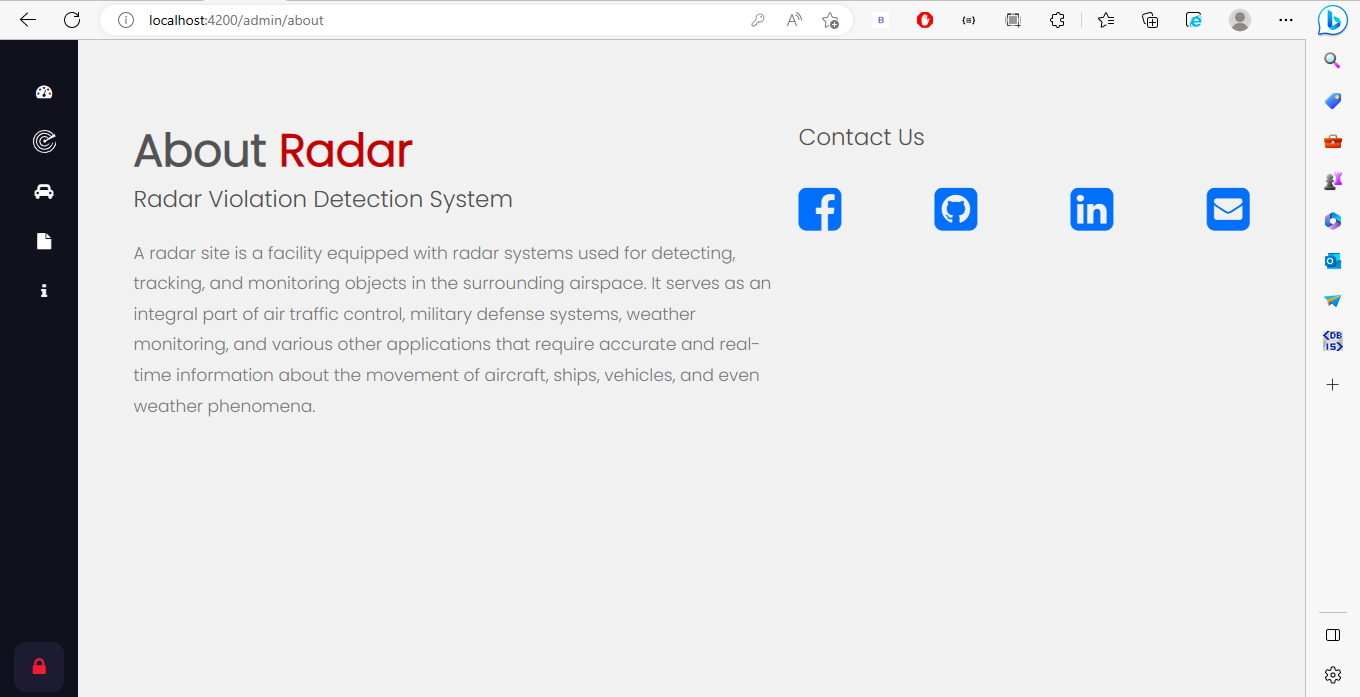 localhost:4200/admin/about
B
About Radar
Radar Violation Detection System
A radar site is a facility equipped with radar systems used for detecting,
tracking, and monitoring objects in the surrounding airspace. It serves as an
integral part of air traffic control, military defense systems, weather
monitoring, and various other applications that require accurate and real-
time information about the movement of aircraft, ships, vehicles, and even
weather phenomena.
Contact Us
<DB
IS>